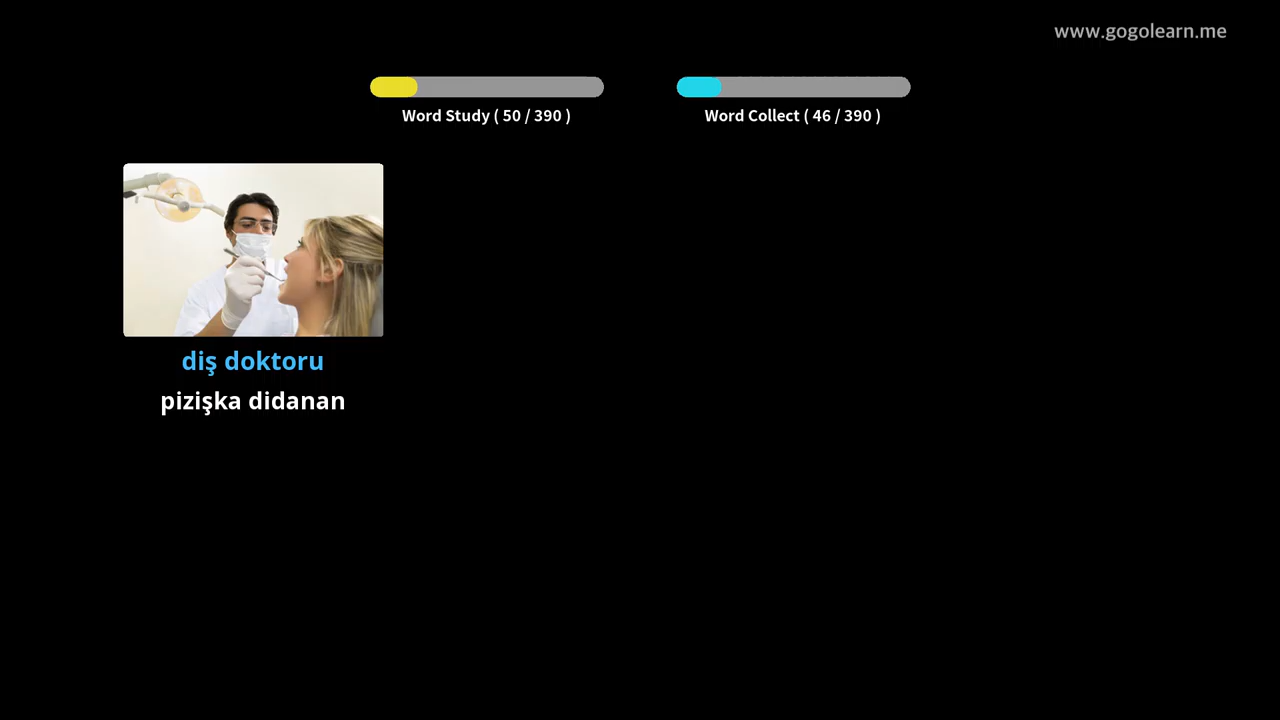 www.gogolearn.me
Word Study ( 50 / 390 )
Word Collect ( 46 / 390 )
diş doktoru
pizişka didanan